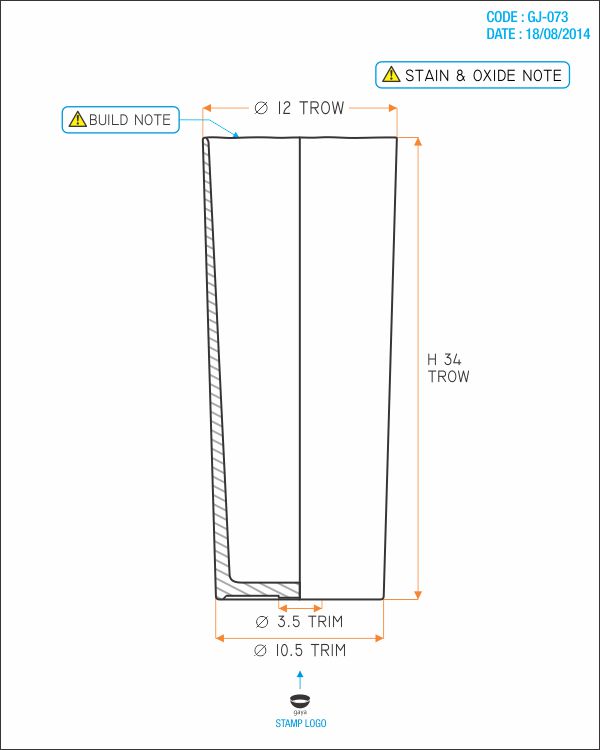 CODE : GJ-073
DATE : 18/08/2014
STAIN & OXIDE NOTE
Ø 12 TROW
BUILD NOTE
H 34
TROW
Ø 3.5 TRIM
Ø 10.5 TRIM
gaya
STAMP LOGO